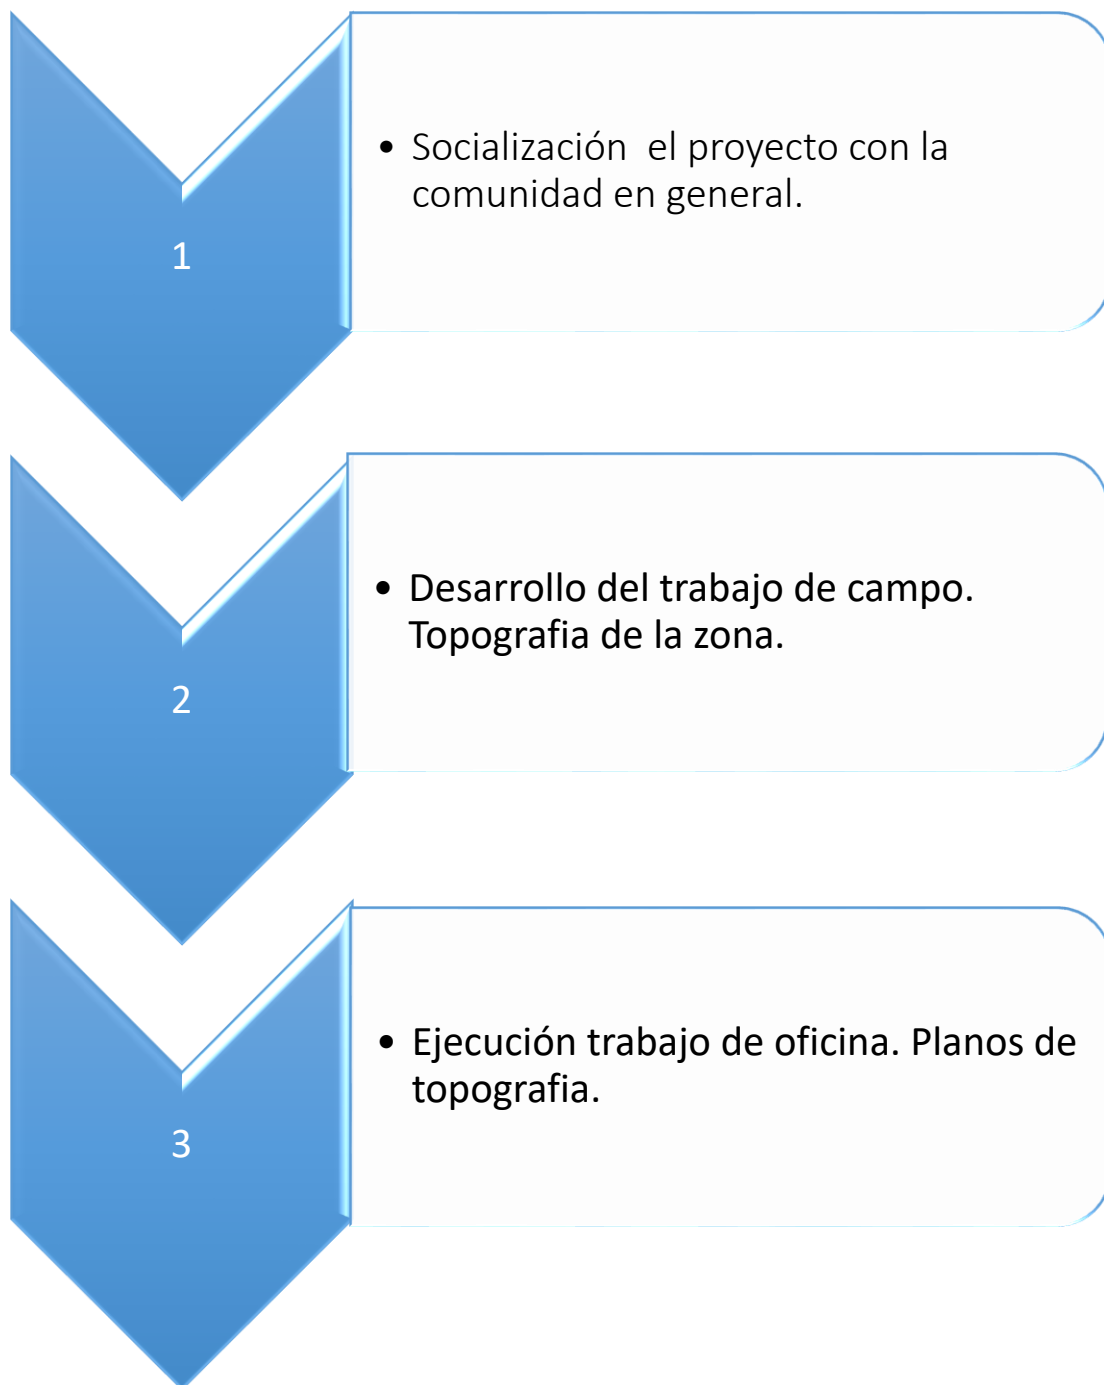 1
• Socialización  el proyecto con la
comunidad en general.
2
• Desarrollo del trabajo de campo.
Topografia de la zona.
3
• Ejecución trabajo de oficina. Planos de
topografia.